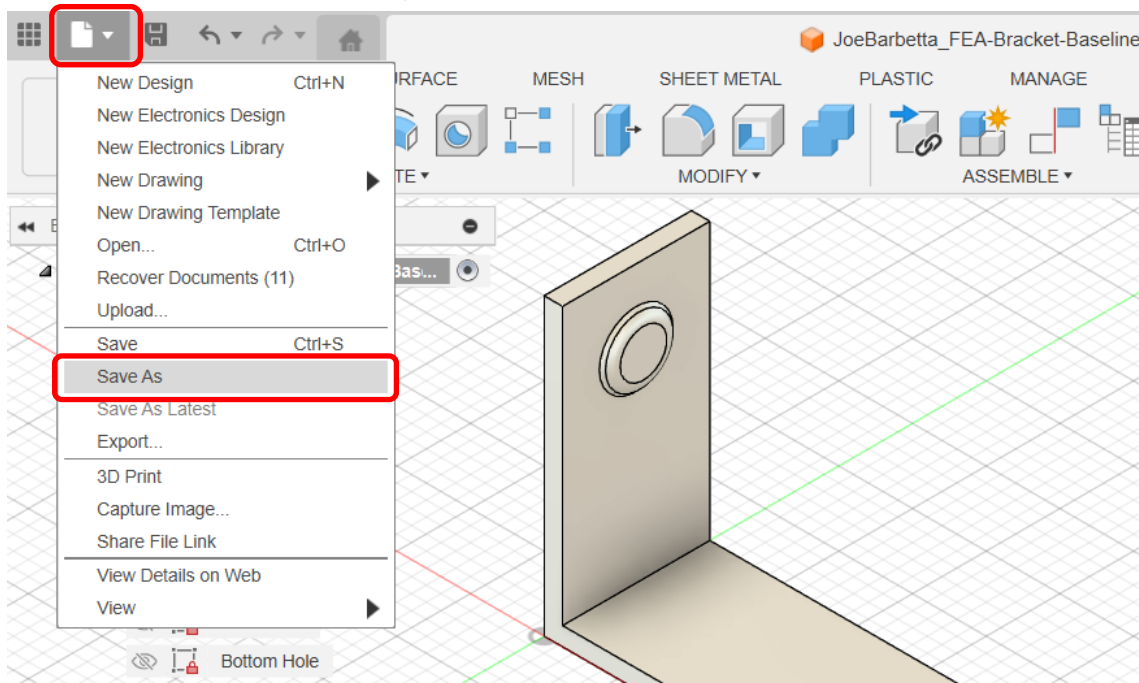 JoeBarbetta_FEA-Bracket-Baseline
New Design Ctrl+N
New Electronics Design
New Electronics Library
New Drawing
New Drawing Template
Open... Ctrl+O
Recover Documents (11)
Upload...
Save Ctrl+S
Save As
Save As Latest
Export...
3D Print
Capture Image...
Share File Link
View Details on Web
View
RFACE MESH SHEET METAL PLASTIC MANAGE
TE MODIFY ASSEMBLE
Bas...
Bottom Hole